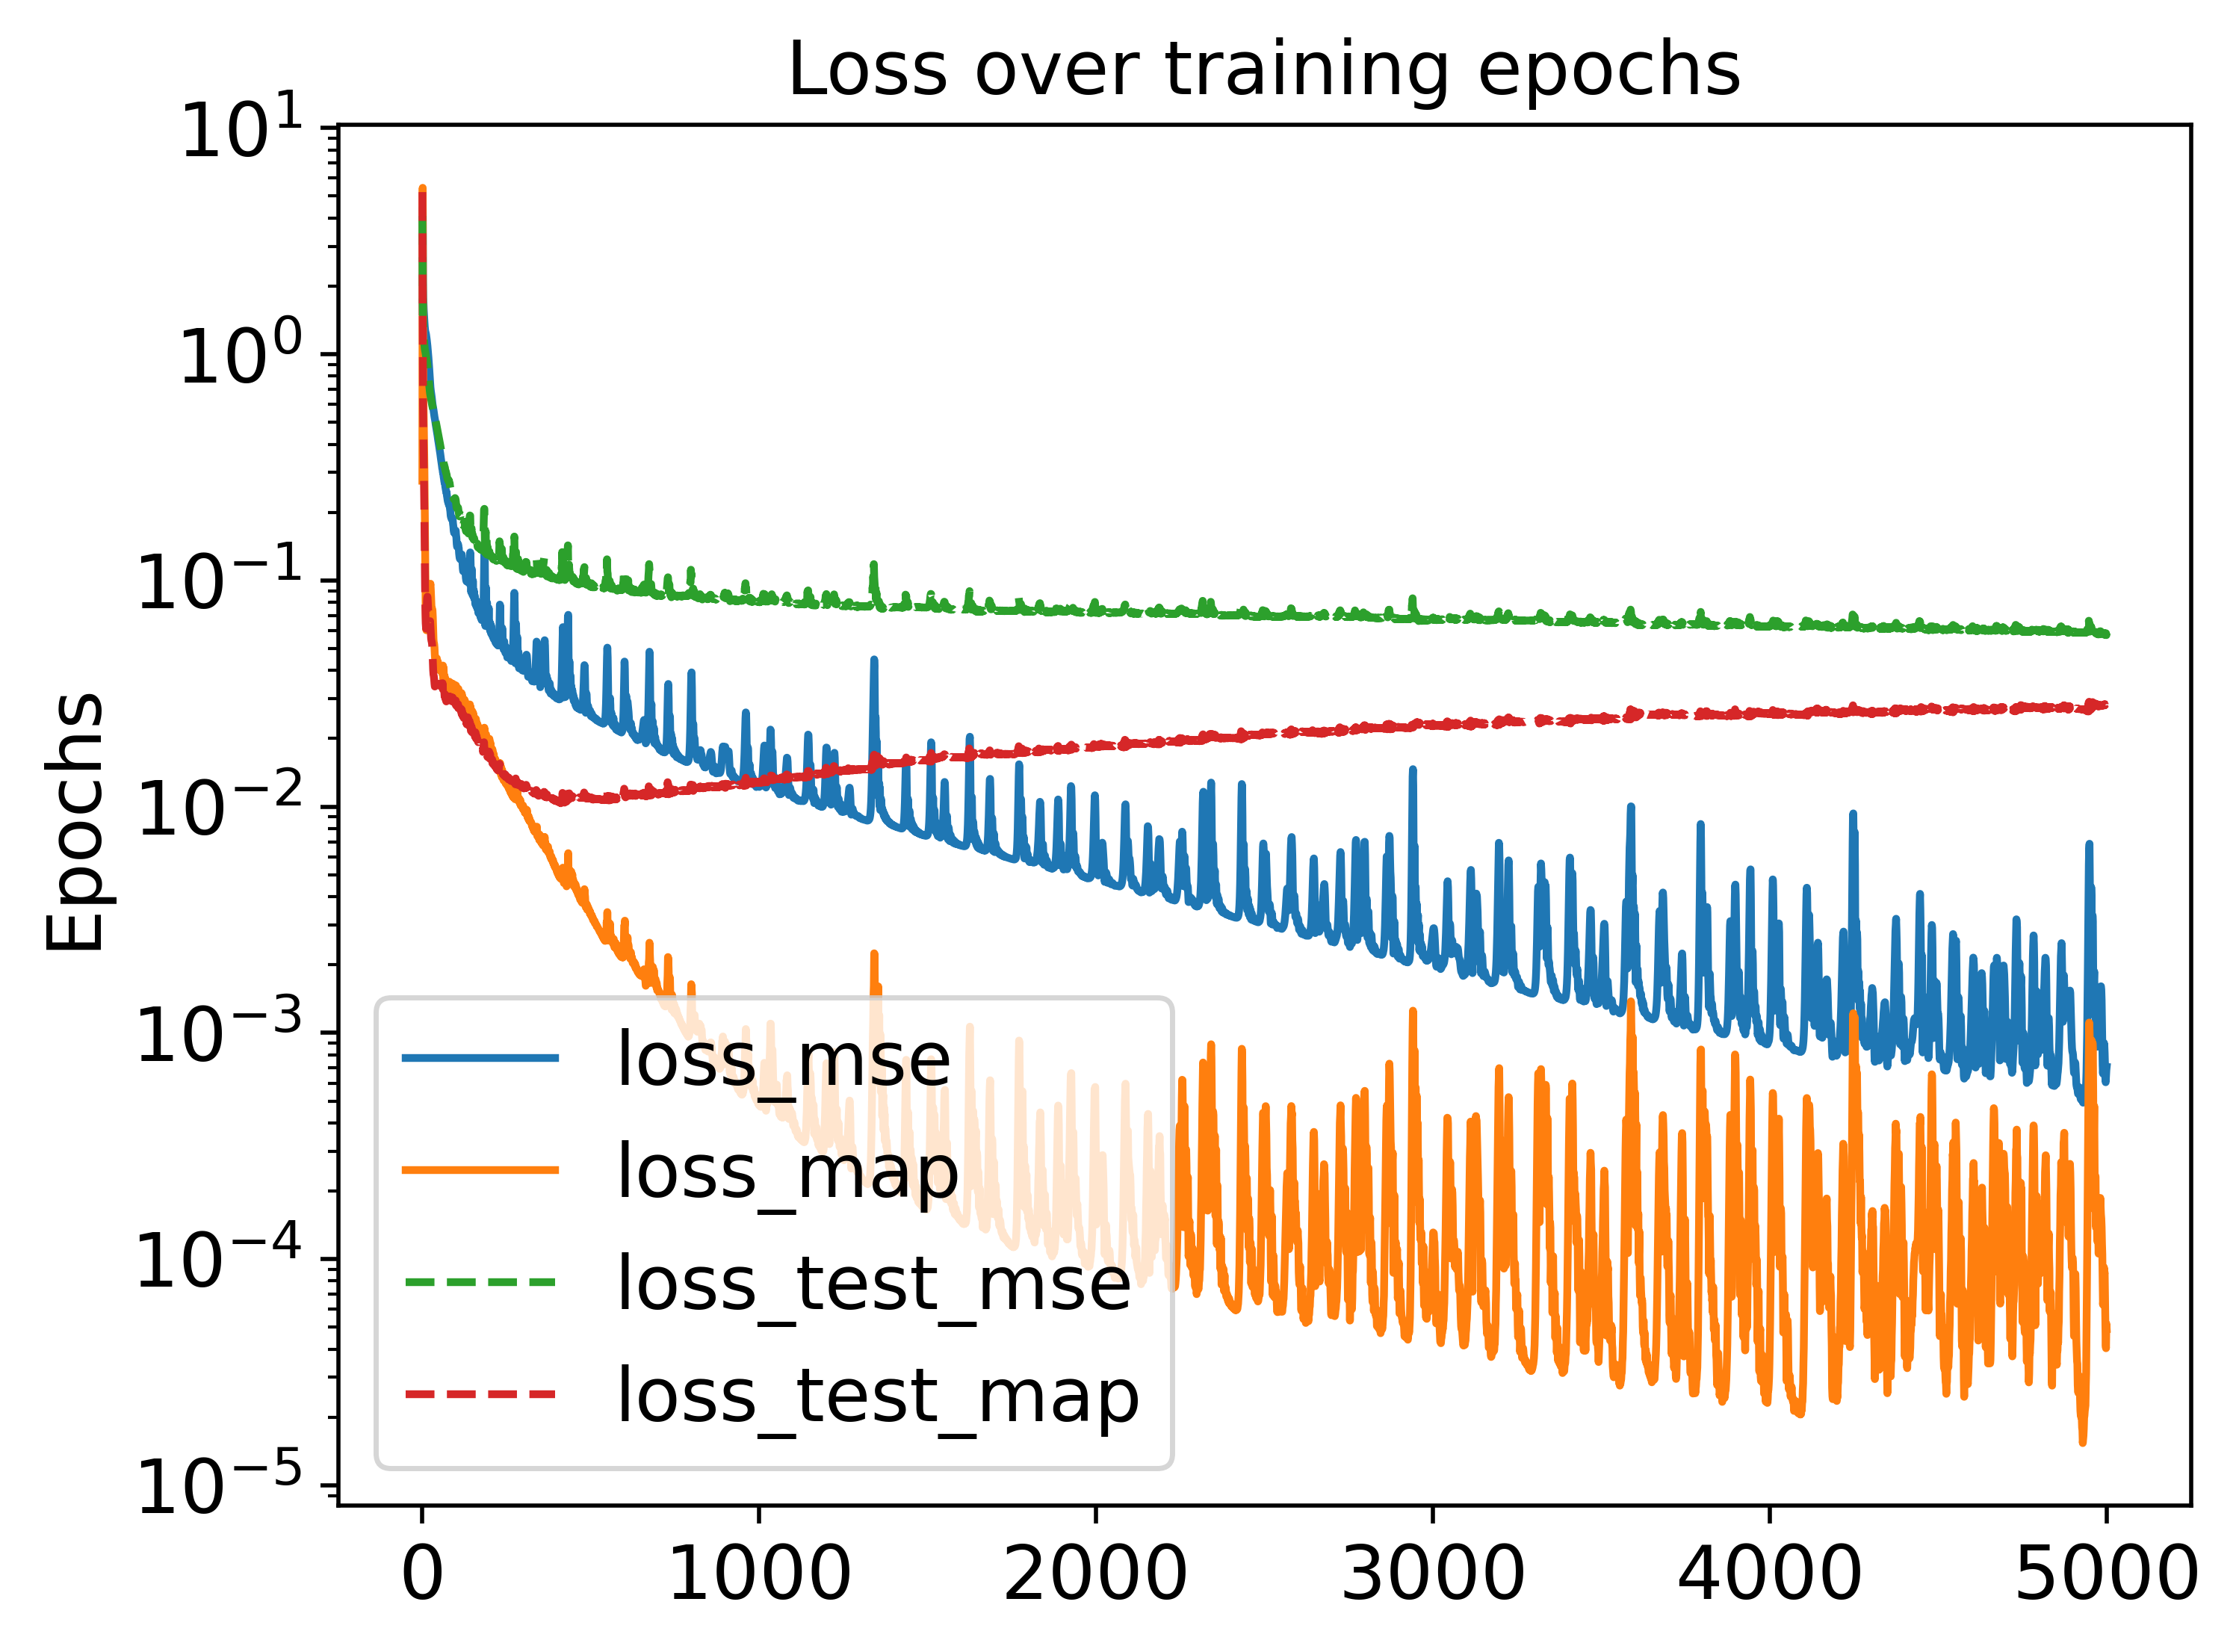 Loss over training epochs
10^1
10^0
10^-1
10^-2
10^-3
10^-4
10^-5
Epochs
loss_mse
loss_map
loss_test_mse
loss_test_map
0 1000 2000 3000 4000 5000